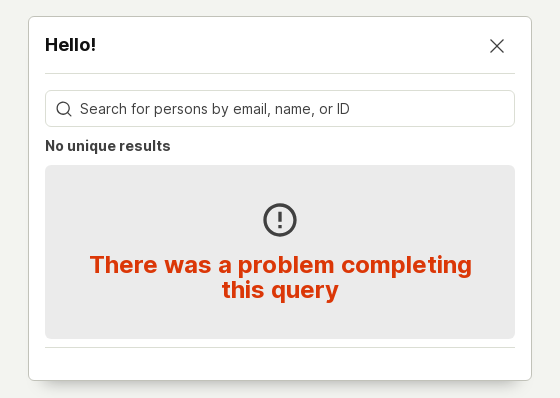 Hello!
Search for persons by email, name, or ID
No unique results
There was a problem completing
this query